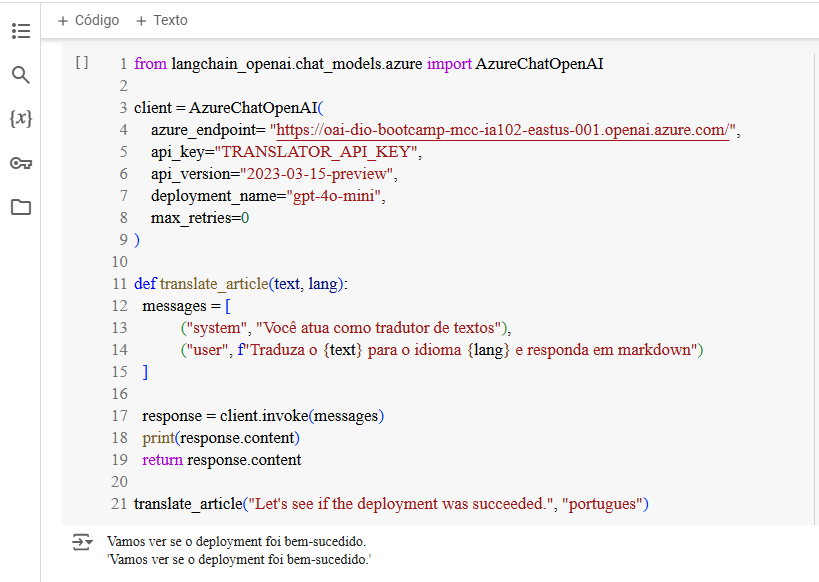 + Código + Texto
[ ]
1 from langchain_openai.chat_models.azure import AzureChatOpenAI
2
3 client = AzureChatOpenAI(
4     azure_endpoint= "https://oai-dio-bootcamp-mcc-ia102-eastus-001.openai.azure.com/",
5     api_key="TRANSLATOR_API_KEY",
6     api_version="2023-03-15-preview",
7     deployment_name="gpt-4o-mini",
8     max_retries=0
9 )
10
11 def translate_article(text, lang):
12   messages = [
13           ("system", "Você atua como tradutor de textos"),
14           ("user", f"Traduza o {text} para o idioma {lang} e responda em markdown")
15   ]
16
17   response = client.invoke(messages)
18   print(response.content)
19   return response.content
20
21 translate_article("Let's see if the deployment was succeeded.", "portugues")
Vamos ver se o deployment foi bem-sucedido.
'Vamos ver se o deployment foi bem-sucedido.'